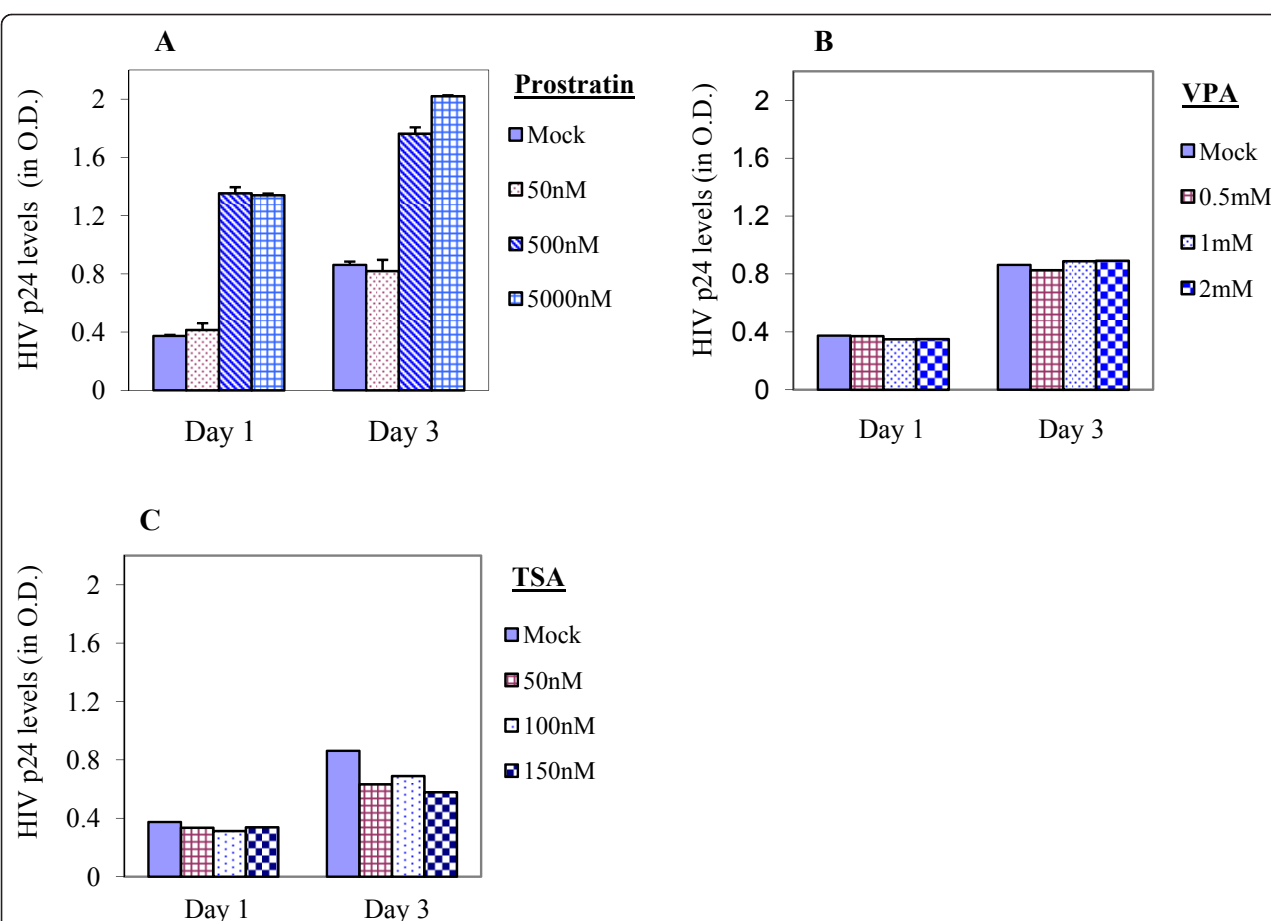 A
HIV p24 levels (in O.D.)
2
1.6
1.2
0.8
0.4
0
Day 1
Day 3
Prostratin
Mock
50nM
500nM
5000nM
B
HIV p24 levels (in O.D.)
2
1.6
1.2
0.8
0.4
0
Day 1
Day 3
VPA
Mock
0.5mM
1mM
2mM
C
HIV p24 levels (in O.D.)
2
1.6
1.2
0.8
0.4
0
Day 1
Day 3
TSA
Mock
50nM
100nM
150nM